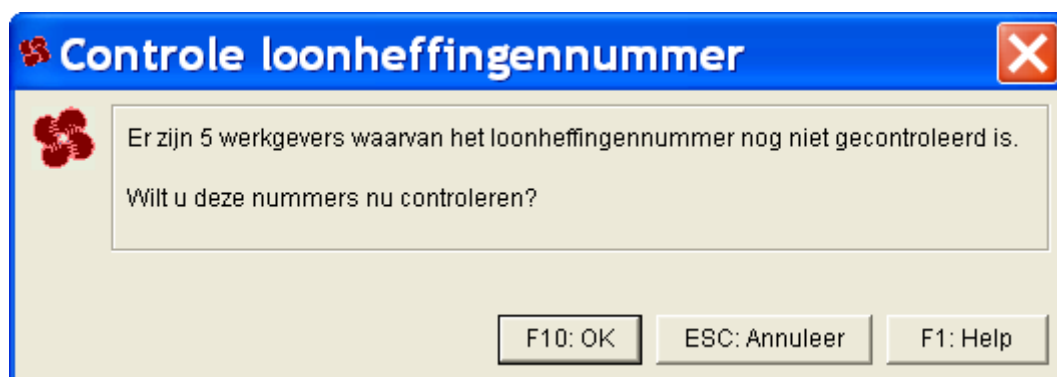 Controle loonheffingennummer
Er zijn 5 werkgevers waarvan het loonheffingennummer nog niet gecontroleerd is.
Wilt u deze nummers nu controleren?
F10: OK ESC: Annuleer F1: Help